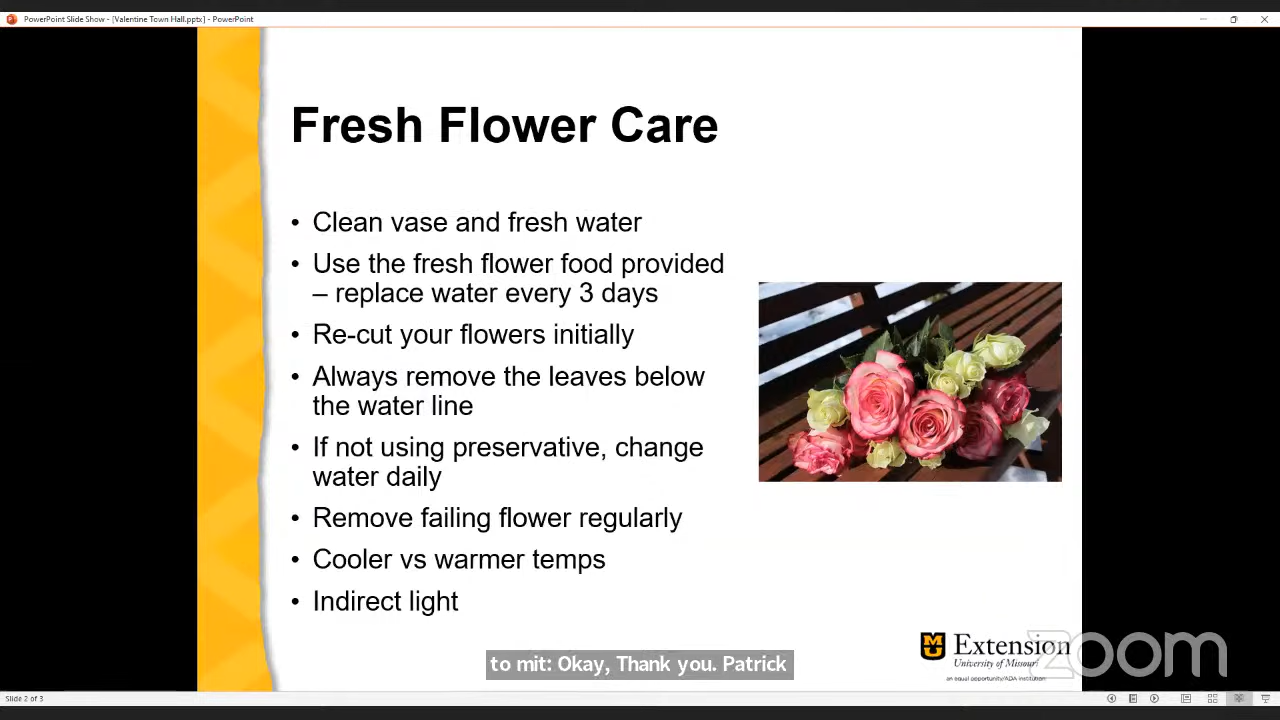 PowerPoint Slide Show - [Valentine Town Hall.pptx] - PowerPoint
Fresh Flower Care
• Clean vase and fresh water
• Use the fresh flower food provided
– replace water every 3 days
• Re-cut your flowers initially
• Always remove the leaves below
the water line
• If not using preservative, change
water daily
• Remove failing flower regularly
• Cooler vs warmer temps
• Indirect light
MU Extension
University of Missouri
an equal opportunity/ADA institution
zoom
to mit: Okay, Thank you. Patrick
Slide 2 of 3